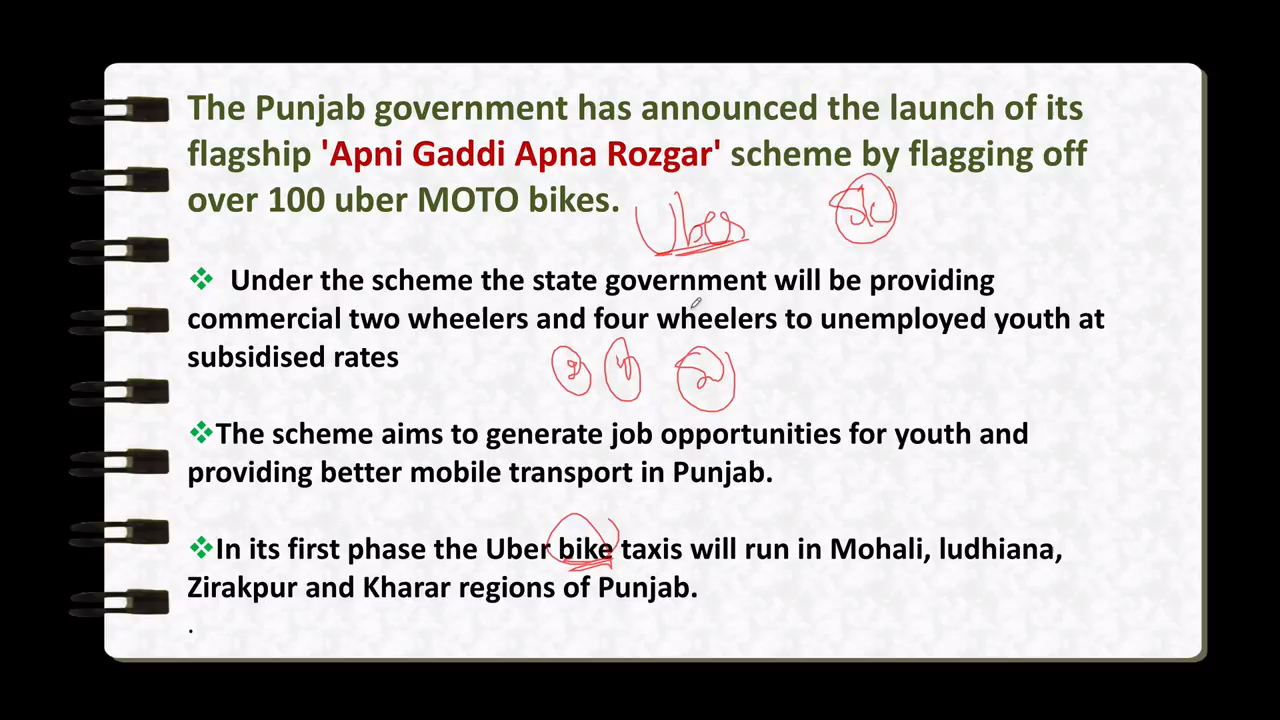 The Punjab government has announced the launch of its
flagship 'Apni Gaddi Apna Rozgar' scheme by flagging off
over 100 uber MOTO bikes.
Uber
Under the scheme the state government will be providing
commercial two wheelers and four wheelers to unemployed youth at
subsidised rates
2 4
The scheme aims to generate job opportunities for youth and
providing better mobile transport in Punjab.
In its first phase the Uber bike taxis will run in Mohali, ludhiana,
Zirakpur and Kharar regions of Punjab.
.